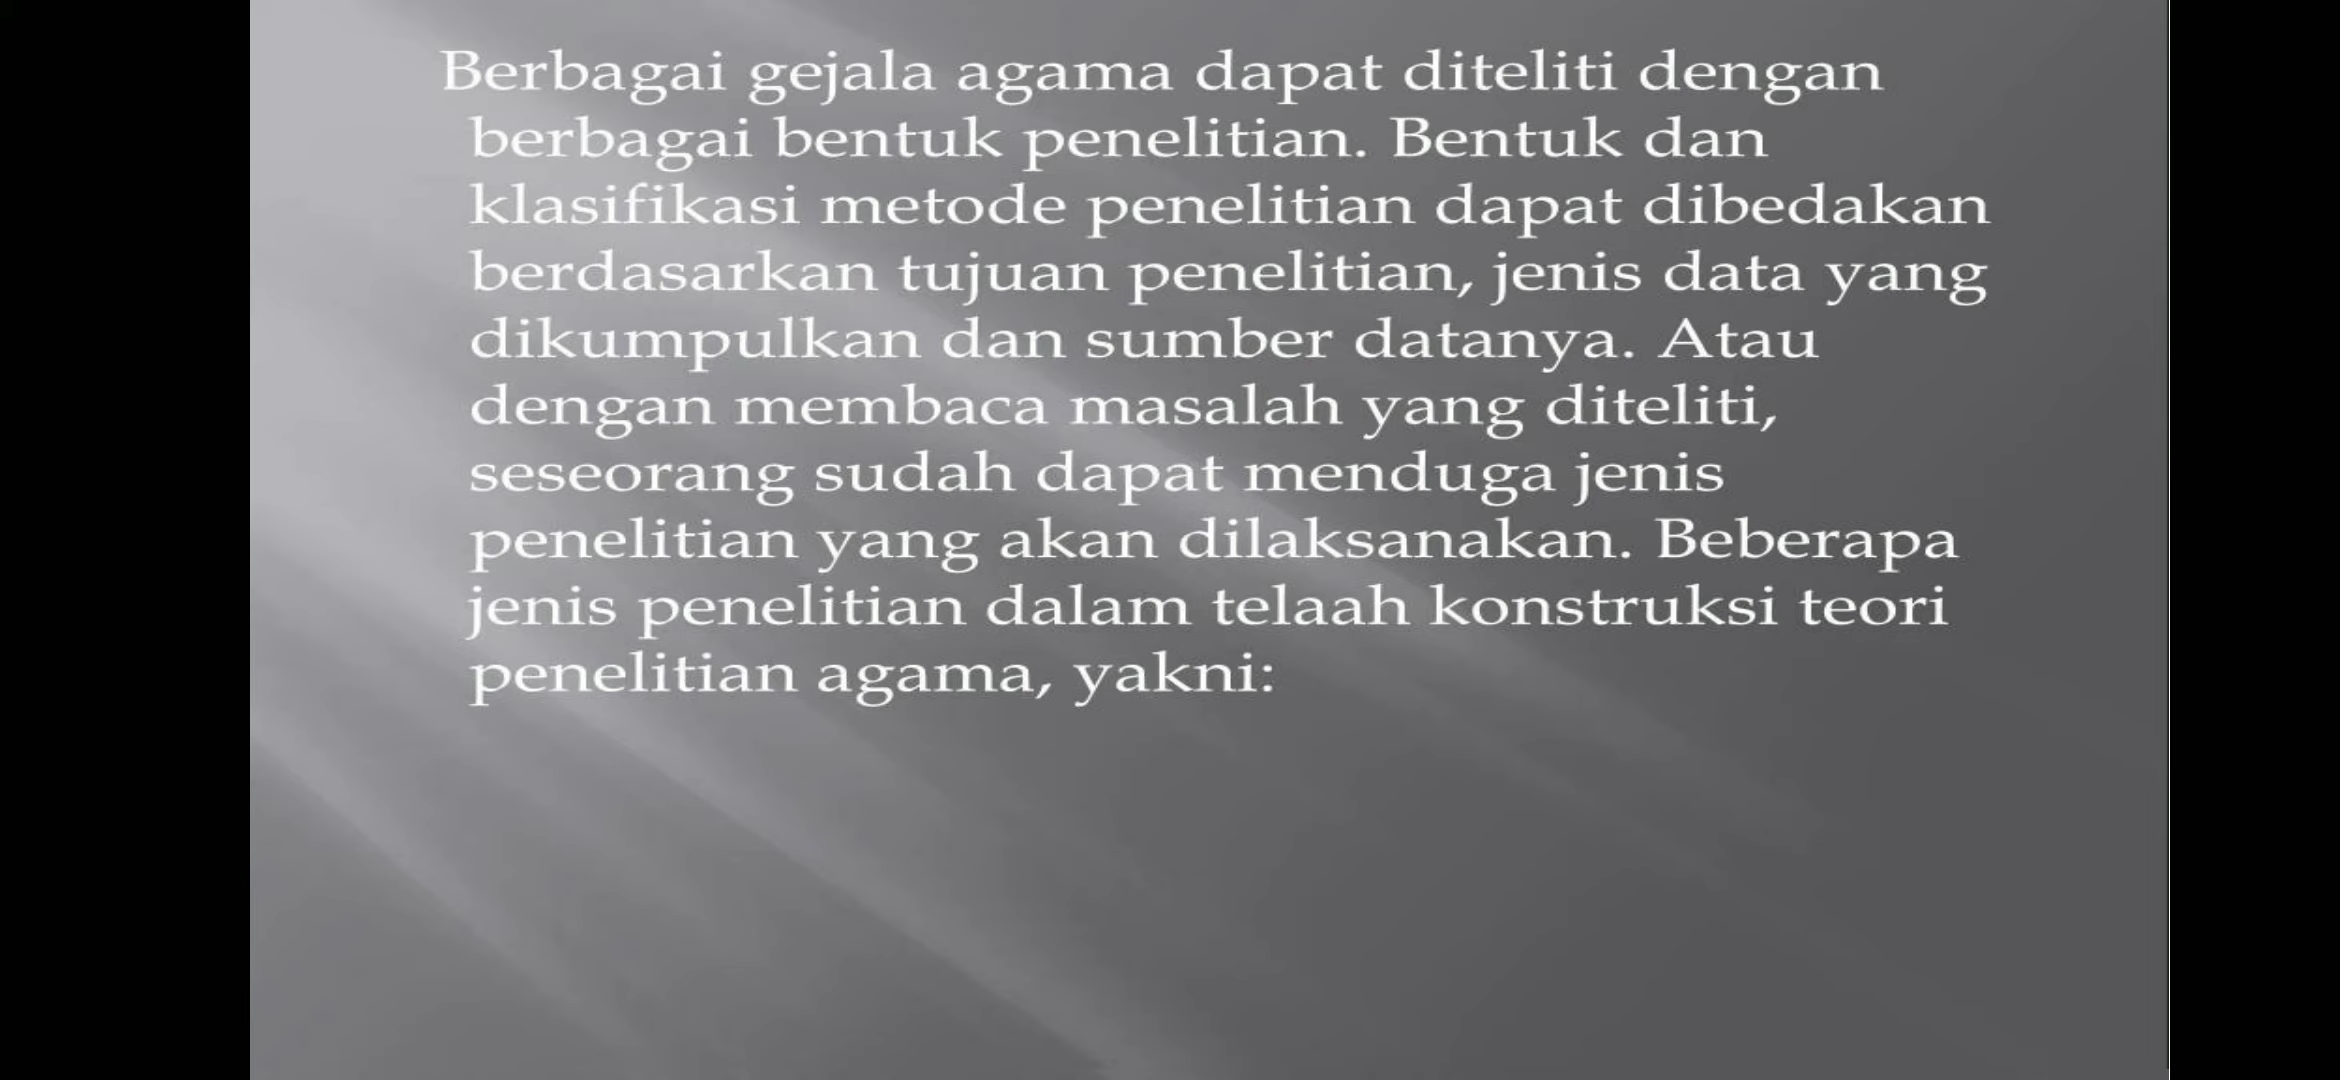 Berbagai gejala agama dapat diteliti dengan
berbagai bentuk penelitian. Bentuk dan
klasifikasi metode penelitian dapat dibedakan
berdasarkan tujuan penelitian, jenis data yang
dikumpulkan dan sumber datanya. Atau
dengan membaca masalah yang diteliti,
seseorang sudah dapat menduga jenis
penelitian yang akan dilaksanakan. Beberapa
jenis penelitian dalam telaah konstruksi teori
penelitian agama, yakni: